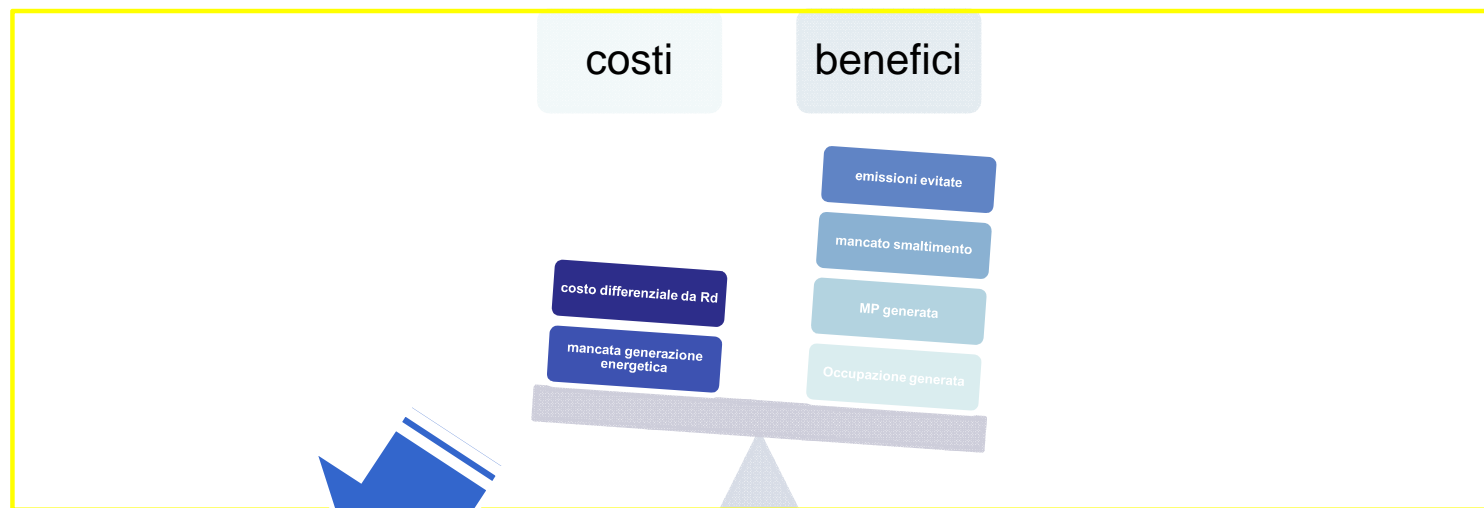 costi
benefici
costo differenziale da Rd
mancata generazione
energetica
emissioni evitate
mancato smaltimento
MP generata
Occupazione generata